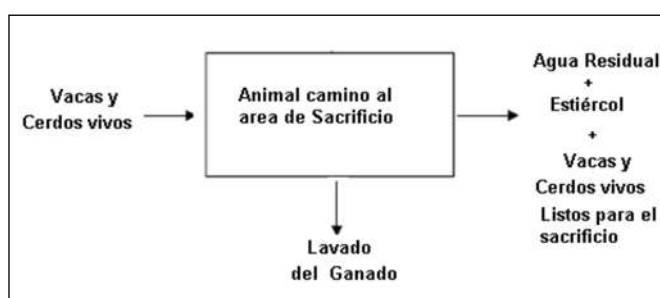 Vacas y
Cerdos vivos
Animal camino al
area de Sacrificio
Agua Residual
+
Estiércol
+
Vacas y
Cerdos vivos
Listos para el
sacrificio
Lavado
del Ganado